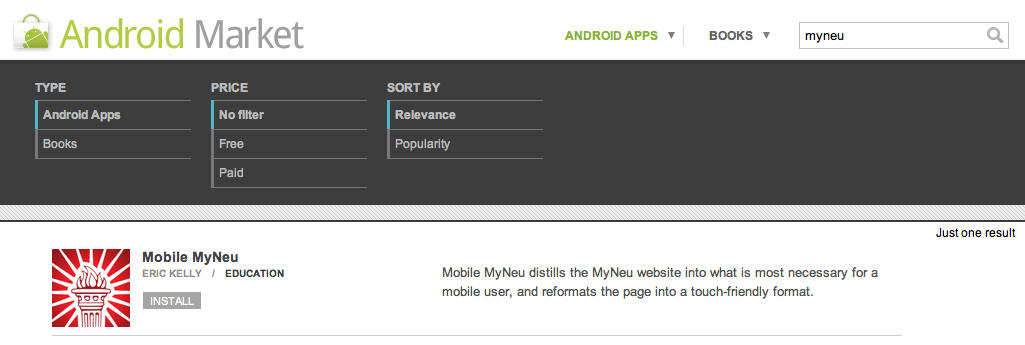 Android Market
ANDROID APPS
BOOKS
myneu
TYPE
Android Apps
Books
PRICE
No filter
Free
Paid
SORT BY
Relevance
Popularity
Just one result
Mobile MyNeu
ERIC KELLY / EDUCATION
INSTALL
Mobile MyNeu distills the MyNeu website into what is most necessary for a
mobile user, and reformats the page into a touch-friendly format.